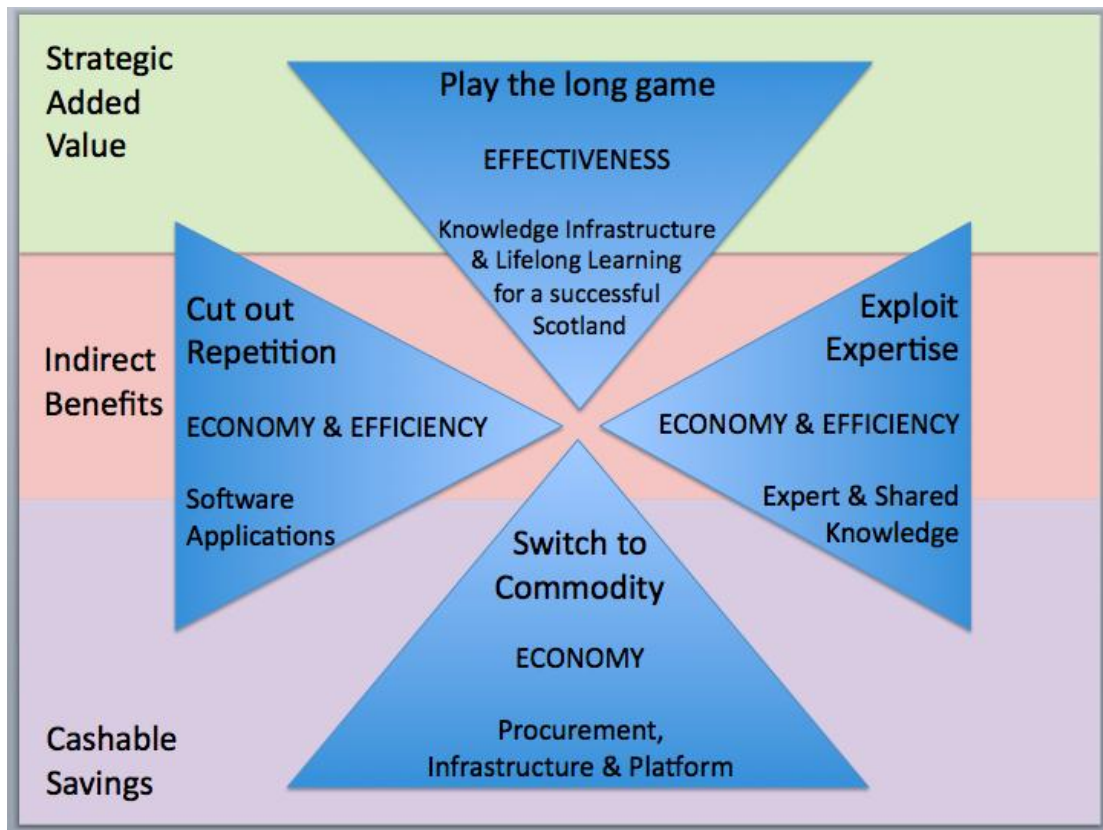 Strategic
Added
Value
Play the long game
EFFECTIVENESS
Knowledge Infrastructure
& Lifelong Learning
for a successful
Scotland
Indirect
Benefits
Cut out
Repetition
ECONOMY & EFFICIENCY
Software
Applications
Exploit
Expertise
ECONOMY & EFFICIENCY
Expert & Shared
Knowledge
Cashable
Savings
Switch to
Commodity
ECONOMY
Procurement,
Infrastructure & Platform